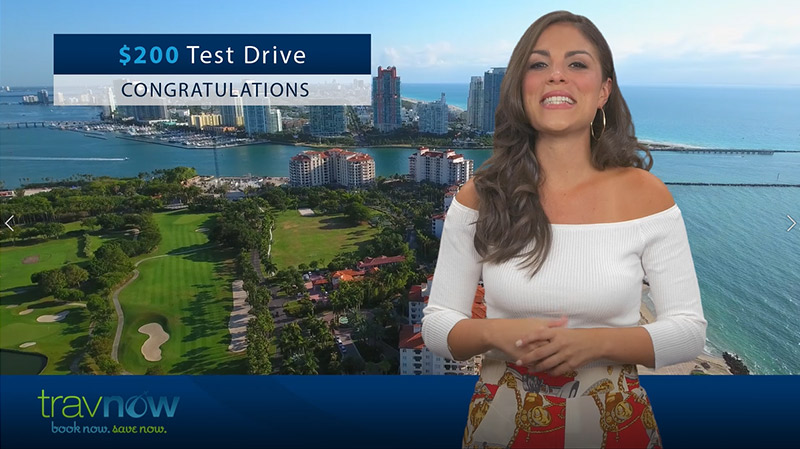 $200 Test Drive
CONGRATULATIONS
travnow
book now. save now.